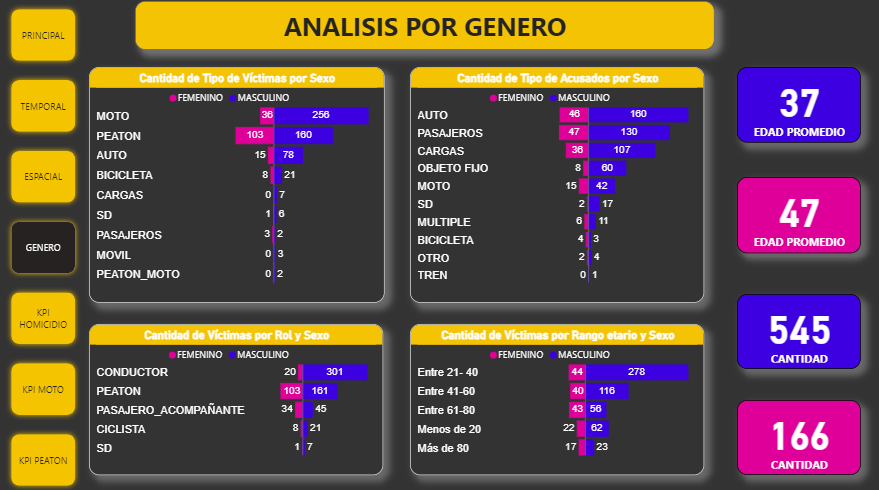 ANALISIS POR GENERO
PRINCIPAL
TEMPORAL
ESPACIAL
GENERO
KPI
HOMICIDIO
KPI MOTO
KPI PEATON
Cantidad de Tipo de Víctimas por Sexo
FEMENINO MASCULINO
MOTO 36 256
PEATON 103 160
AUTO 15 78
BICICLETA 8 21
CARGAS 0 7
SD 1 6
PASAJEROS 3 2
MOVIL 0 3
PEATON_MOTO 0 2
Cantidad de Tipo de Acusados por Sexo
FEMENINO MASCULINO
AUTO 46 160
PASAJEROS 47 130
CARGAS 36 107
OBJETO FIJO 8 60
MOTO 15 42
SD 2 17
MULTIPLE 6 11
BICICLETA 4 3
OTRO 2 4
TREN 0 1
Cantidad de Víctimas por Rol y Sexo
FEMENINO MASCULINO
CONDUCTOR 20 301
PEATON 103 161
PASAJERO_ACOMPAÑANTE 34 45
CICLISTA 8 21
SD 1 7
Cantidad de Víctimas por Rango etario y Sexo
FEMENINO MASCULINO
Entre 21- 40 44 278
Entre 41-60 40 116
Entre 61-80 43 56
Menos de 20 22 62
Más de 80 17 23
37
EDAD PROMEDIO
47
EDAD PROMEDIO
545
CANTIDAD
166
CANTIDAD